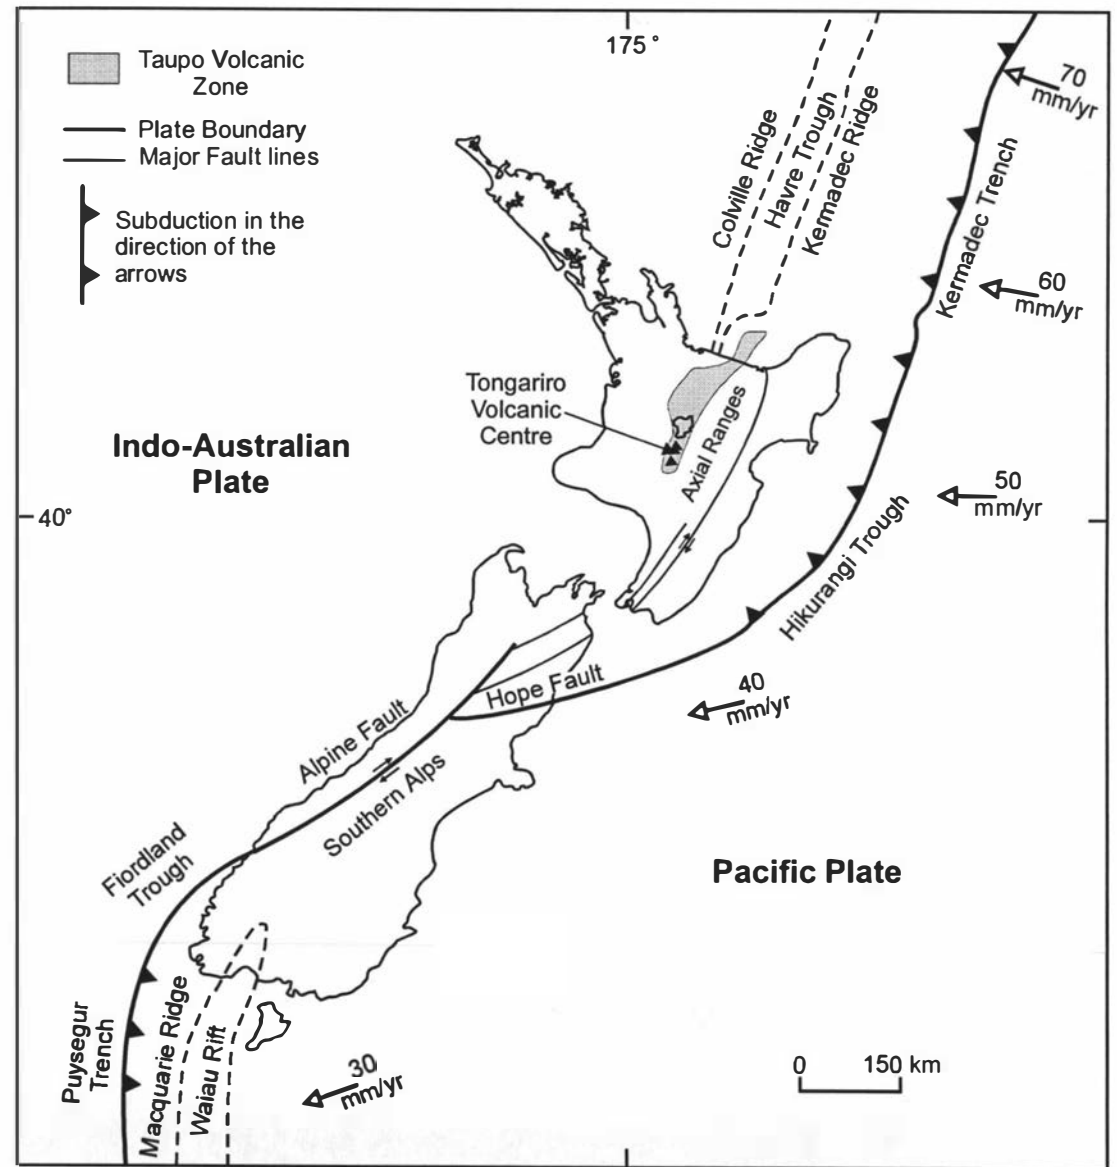 175°
Taupo Volcanic
Zone
Plate Boundary
Major Fault lines
Subduction in the
direction of the
arrows
70
mm/yr
Colville Ridge
Havre Trough
Kermadec Ridge
Kermadec Trench
60
mm/yr
Tongariro
Volcanic
Centre
Axial Ranges
Indo-Australian
Plate
50
mm/yr
40°
Hikurangi Trough
Hope Fault
40
mm/yr
Alpine Fault
Southern Alps
Fiordland
Trough
Pacific Plate
Puysegur
Trench
Macquarie Ridge
Waiau Rift
30
mm/yr
0 150 km